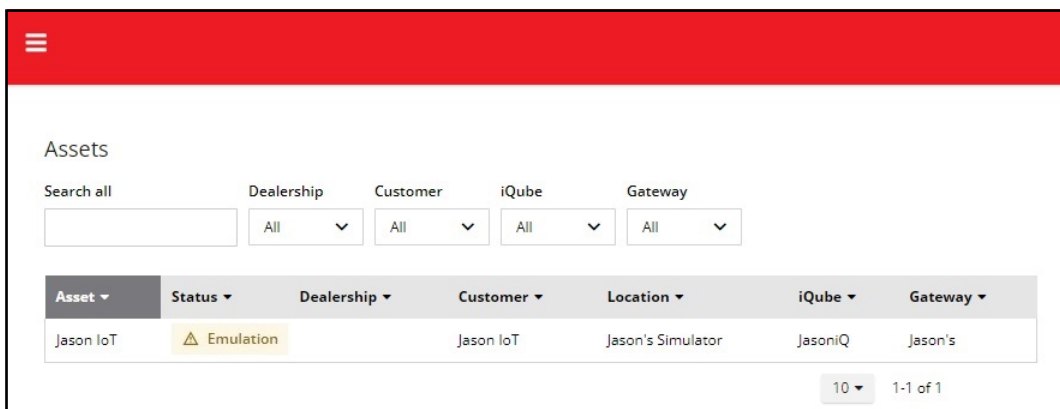 Assets
Search all Dealership Customer iQube Gateway
All All All All
Asset Status Dealership Customer Location iQube Gateway
Jason IoT Emulation Jason IoT Jason's Simulator JasoniQ Jason's
10 1-1 of 1